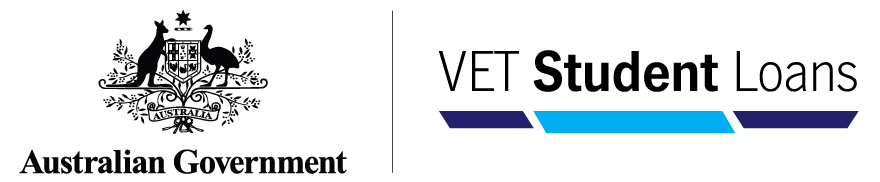 AUSTRALIA
Australian Government
VET Student Loans